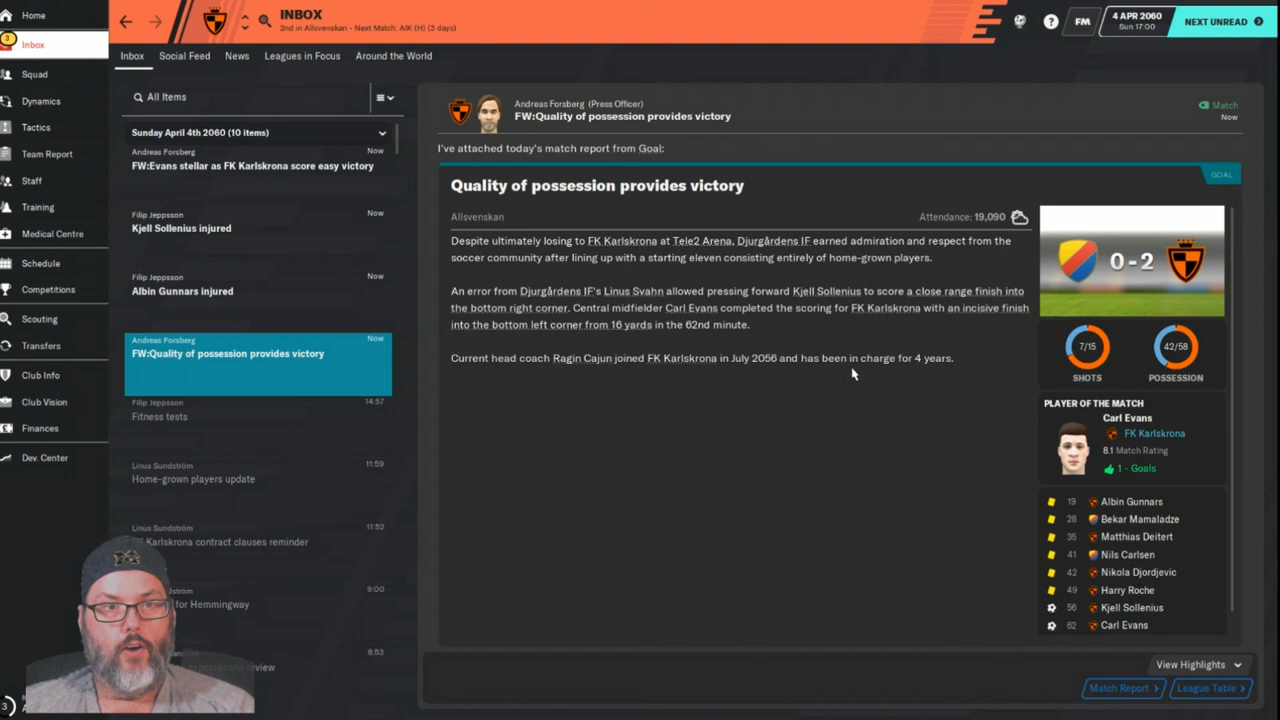 Home
INBOX
2nd in Allsvenskan - Next Match: AIK (H) (3 days)
FM
4 APR 2060
Sun 17:00
NEXT UNREAD
3
Inbox
Squad
Dynamics
Tactics
Team Report
Staff
Training
Medical Centre
Schedule
Competitions
Scouting
Transfers
Club Info
Club Vision
Finances
Dev. Center
3
Inbox
Social Feed
News
Leagues in Focus
Around the World
All Items
Sunday April 4th 2060 (10 items)
Andreas Forsberg
Now
FW:Evans stellar as FK Karlskrona score easy victory
Filip Jeppsson
Now
Kjell Sollenius injured
Filip Jeppsson
Now
Albin Gunnars injured
Andreas Forsberg
Now
FW:Quality of possession provides victory
Filip Jeppsson
14:57
Fitness tests
Linus Sundström
11:59
Home-grown players update
Linus Sundström
11:52
Karlskrona contract clauses reminder
9:00
for Hemmingway
8:53
review
Andreas Forsberg (Press Officer)
FW:Quality of possession provides victory
Match
Now
I've attached today's match report from Goal:
Quality of possession provides victory
GOAL
Allsvenskan
Attendance: 19,090
Despite ultimately losing to FK Karlskrona at Tele2 Arena, Djurgårdens IF earned admiration and respect from the
soccer community after lining up with a starting eleven consisting entirely of home-grown players.
An error from Djurgårdens IF's Linus Svahn allowed pressing forward Kjell Sollenius to score a close range finish into
the bottom right corner. Central midfielder Carl Evans completed the scoring for FK Karlskrona with an incisive finish
into the bottom left corner from 16 yards in the 62nd minute.
Current head coach Ragin Cajun joined FK Karlskrona in July 2056 and has been in charge for 4 years.
0-2
7/15
SHOTS
42/58
POSSESSION
PLAYER OF THE MATCH
Carl Evans
FK Karlskrona
8.1 Match Rating
1 - Goals
19 Albin Gunnars
28 Bekar Mamaladze
35 Matthias Deitert
41 Nils Carlsen
42 Nikola Djordjevic
49 Harry Roche
56 Kjell Sollenius
62 Carl Evans
View Highlights
Match Report >
League Table >